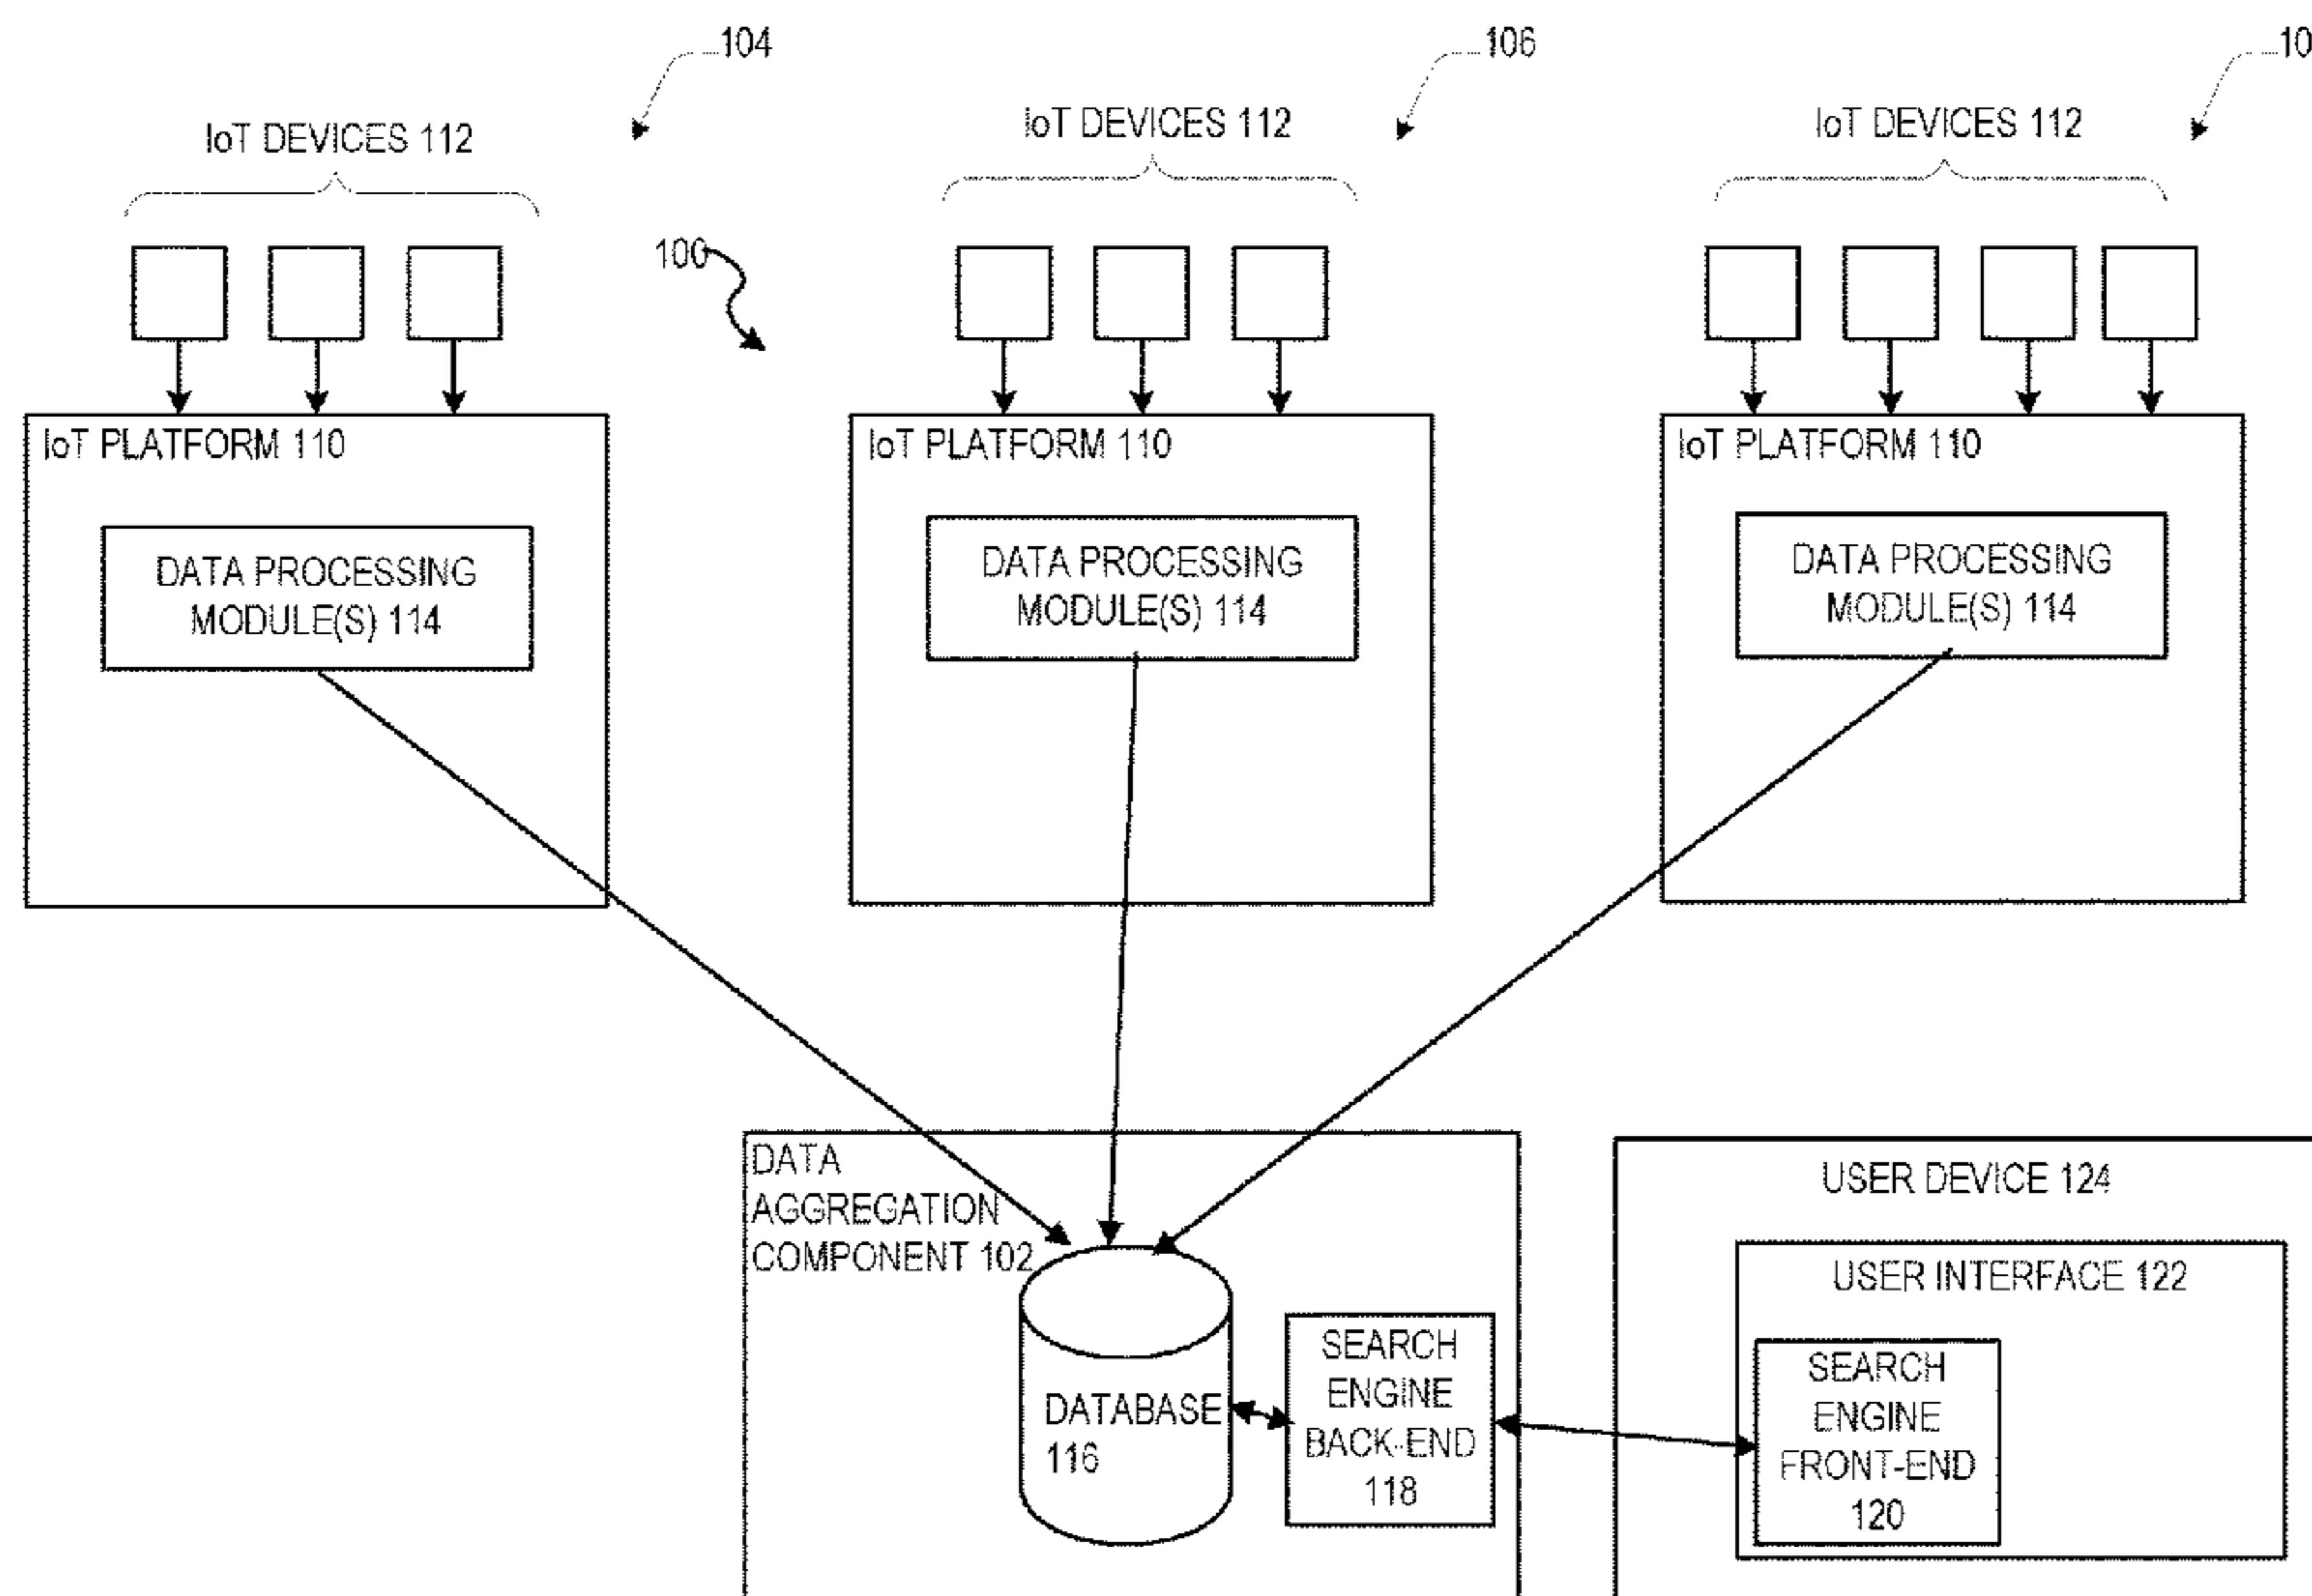 104
106
10
IoT DEVICES 112
IoT DEVICES 112
IoT DEVICES 112
100
IoT PLATFORM 110
IoT PLATFORM 110
IoT PLATFORM 110
DATA PROCESSING
MODULE(S) 114
DATA PROCESSING
MODULE(S) 114
DATA PROCESSING
MODULE(S) 114
DATA
AGGREGATION
COMPONENT 102
DATABASE
116
SEARCH
ENGINE
BACK-END
118
USER DEVICE 124
USER INTERFACE 122
SEARCH
ENGINE
FRONT-END
120